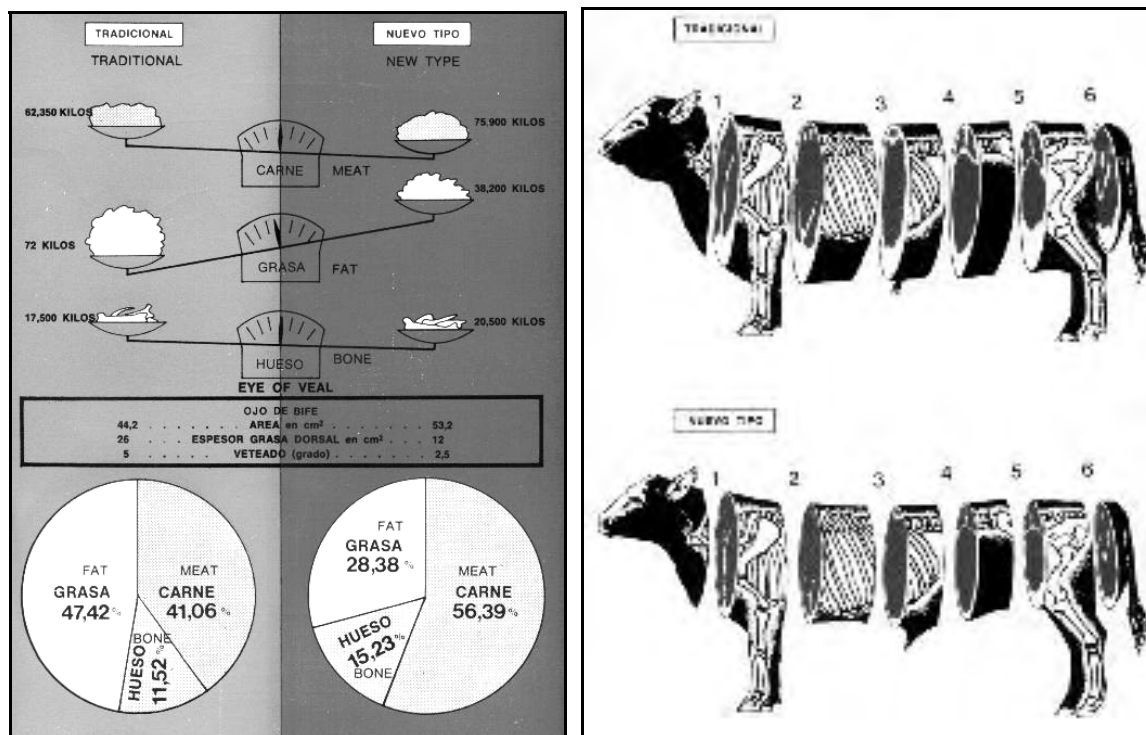 TRADICIONAL
TRADITIONAL
NUEVO TIPO
NEW TYPE
62,350 KILOS
75,900 KILOS
CARNE MEAT
38,200 KILOS
72 KILOS
GRASA FAT
17,500 KILOS
20,500 KILOS
HUESO BONE
EYE OF VEAL
OJO DE BIFE
44,2 . . . . . . . AREA en cm² . . . . . . . . 53,2
26 . . . . ESPESOR GRASA DORSAL en cm³ . . . 12
5 . . . . . VETEADO (grado) . . . . . . . 2,5
FAT
GRASA
47,42 %
MEAT
CARNE
41,06 %
BONE
HUESO
11,52 %
FAT
GRASA
28,38 %
MEAT
CARNE
56,39 %
HUESO
15,23 %
BONE
TRADICIONAL
1 2 3 4 5 6
NUEVO TIPO
1 2 3 4 5 6